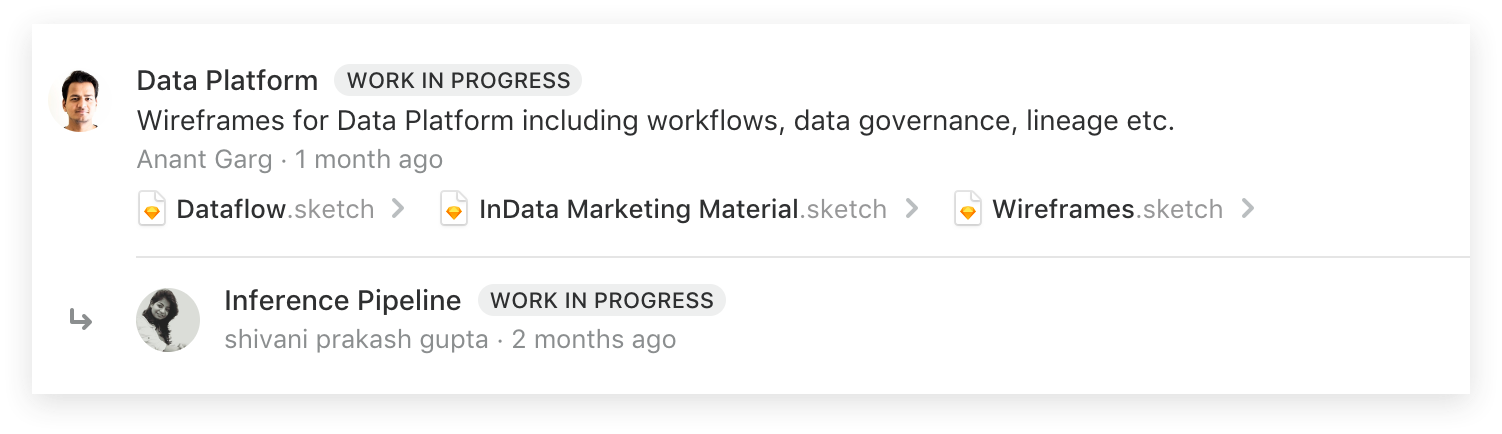 Data Platform WORK IN PROGRESS
Wireframes for Data Platform including workflows, data governance, lineage etc.
Anant Garg · 1 month ago
Dataflow.sketch InData Marketing Material.sketch Wireframes.sketch
Inference Pipeline WORK IN PROGRESS
shivani prakash gupta · 2 months ago